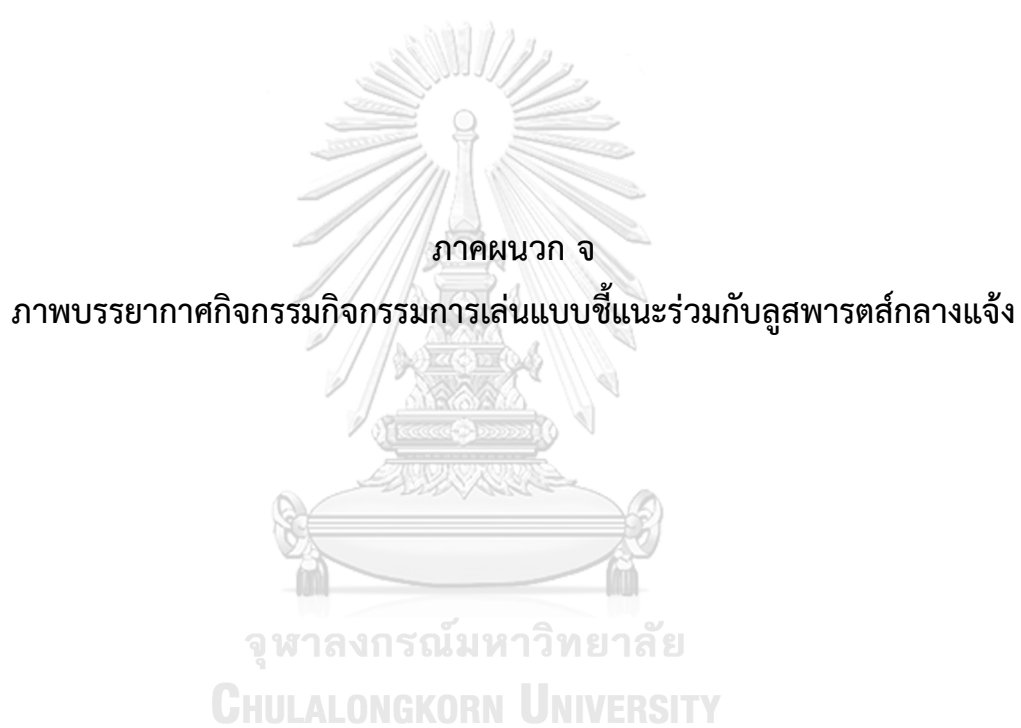 ภาคผนวก จ
ภาพบรรยากาศกิจกรรมกิจกรรมการเล่นแบบชี้แนะร่วมกับลูสพารตส์กลางแจ้ง
จุฬาลงกรณ์มหาวิทยาลัย
CHULALONGKORN UNIVERSITY